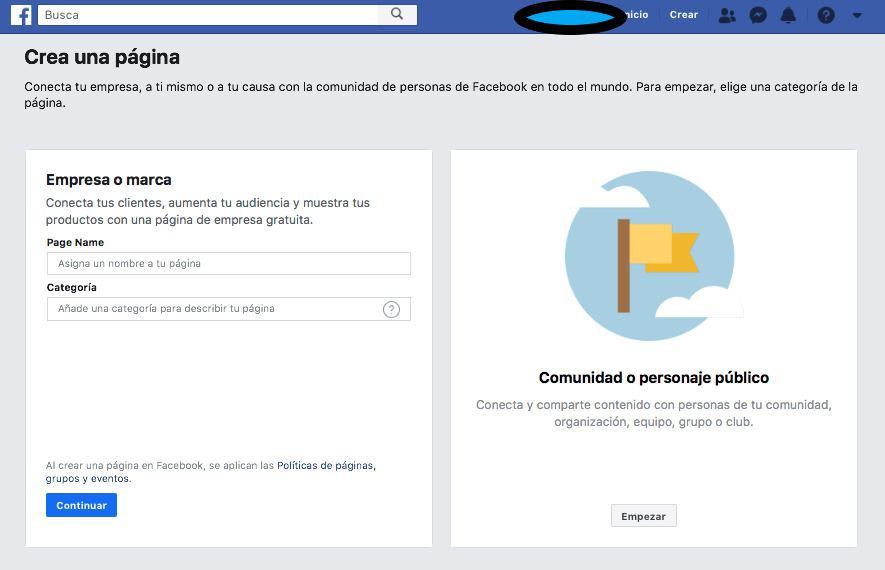 Busca
Crear
Crea una página
Conecta tu empresa, a ti mismo o a tu causa con la comunidad de personas de Facebook en todo el mundo. Para empezar, elige una categoría de la
página.
Empresa o marca
Conecta tus clientes, aumenta tu audiencia y muestra tus
productos con una página de empresa gratuita.
Page Name
Asigna un nombre a tu página
Categoría
Añade una categoría para describir tu página
Al crear una página en Facebook, se aplican las Políticas de páginas,
grupos y eventos.
Continuar
Comunidad o personaje público
Conecta y comparte contenido con personas de tu comunidad,
organización, equipo, grupo o club.
Empezar